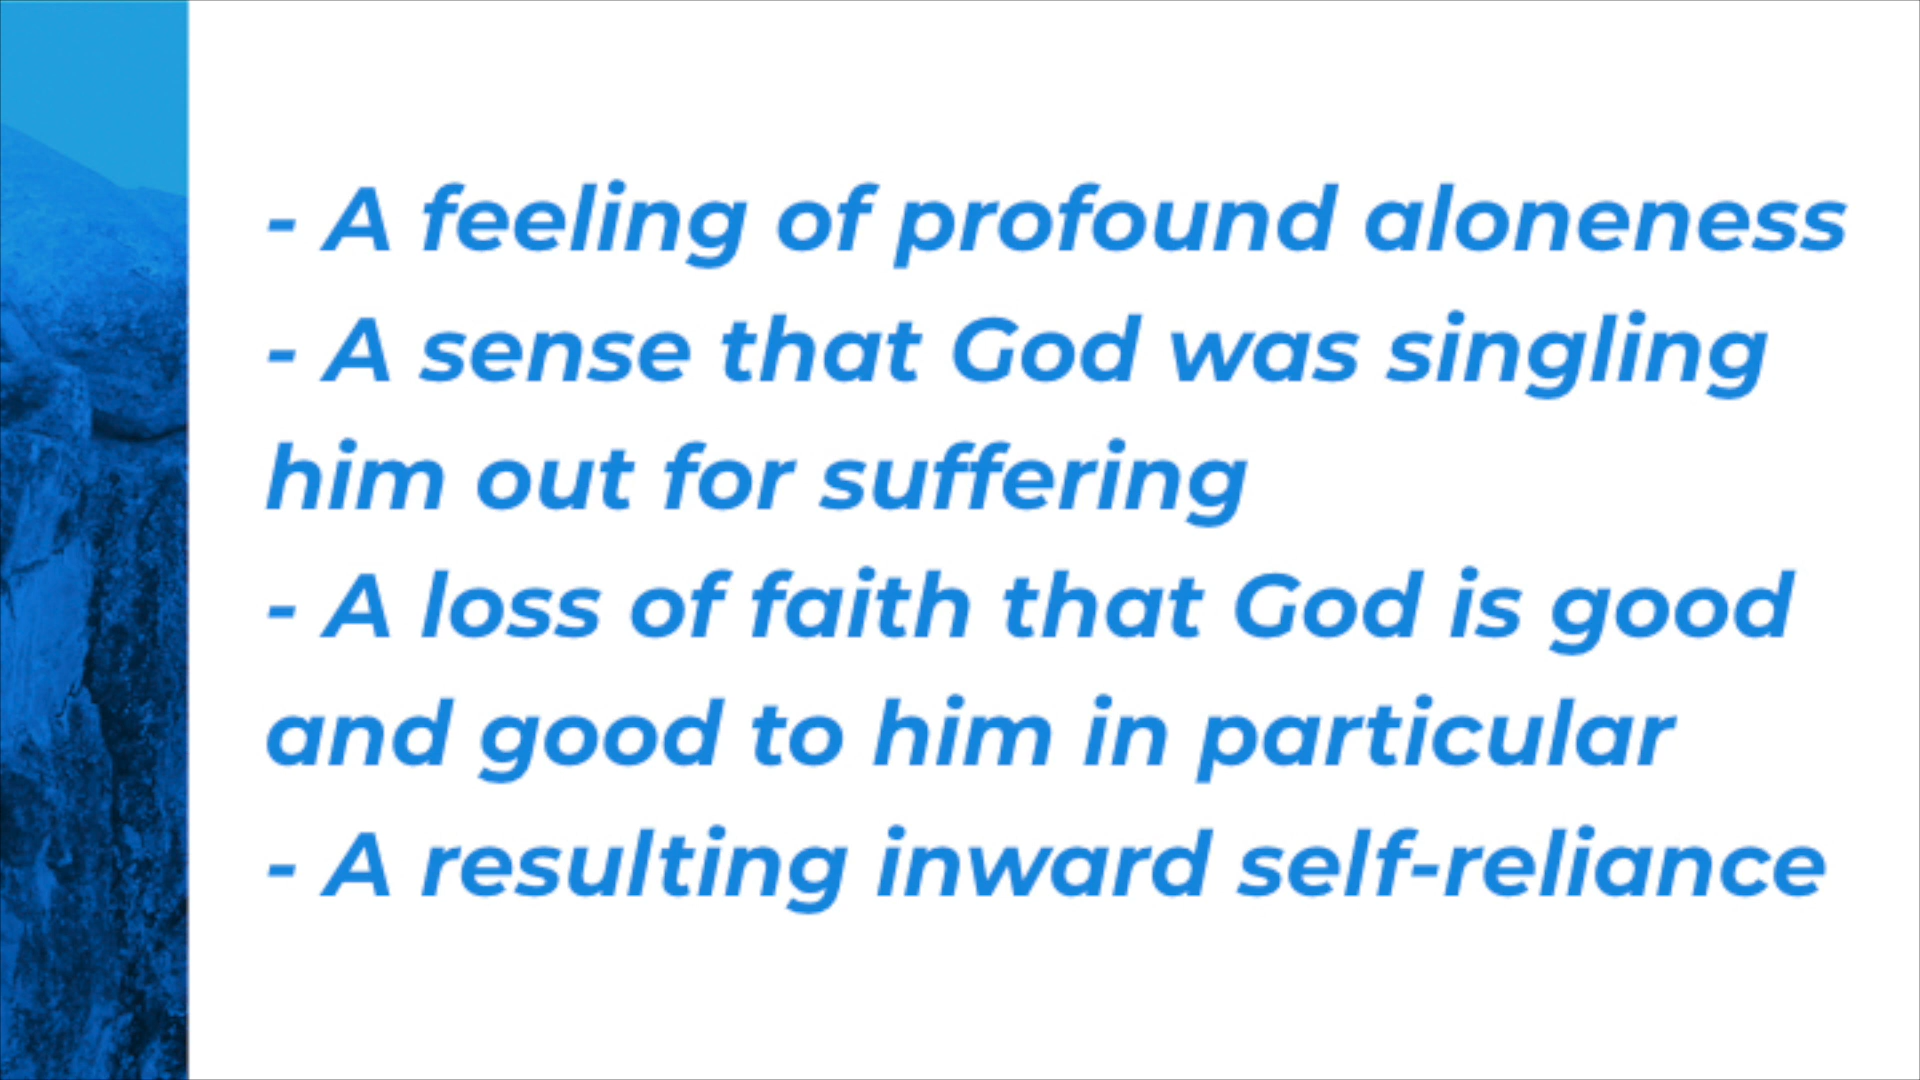 - A feeling of profound aloneness
- A sense that God was singling
him out for suffering
- A loss of faith that God is good
and good to him in particular
- A resulting inward self-reliance